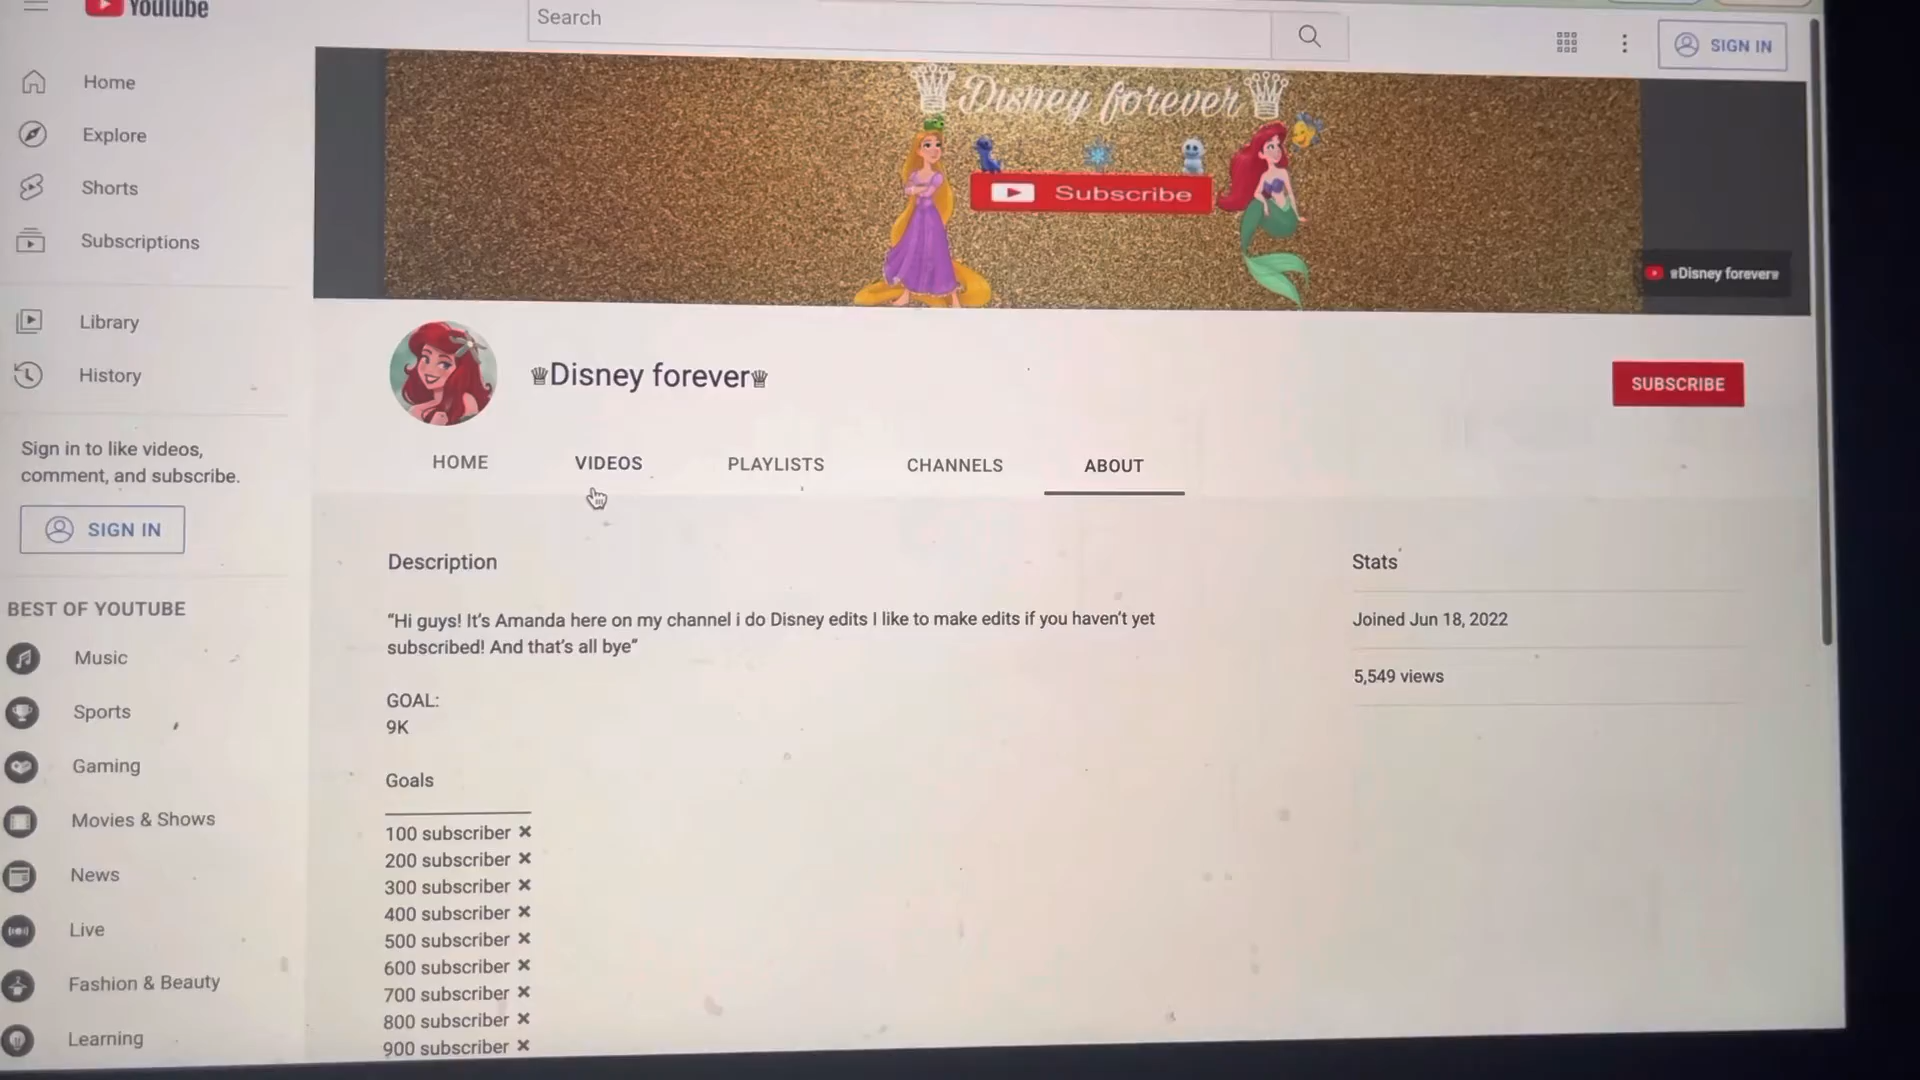 YouTube
Search
SIGN IN
Home
Explore
Shorts
Subscriptions
Library
History
Sign in to like videos,
comment, and subscribe.
SIGN IN
BEST OF YOUTUBE
Music
Sports
Gaming
Movies & Shows
News
Live
Fashion & Beauty
Learning
♛Disney forever♛
Subscribe
♛Disney forever♛
♛Disney forever♛
SUBSCRIBE
HOME
VIDEOS
PLAYLISTS
CHANNELS
ABOUT
Description
“Hi guys! It’s Amanda here on my channel i do Disney edits I like to make edits if you haven’t yet
subscribed! And that’s all bye”
GOAL:
9K
Goals
100 subscriber ✕
200 subscriber ✕
300 subscriber ✕
400 subscriber ✕
500 subscriber ✕
600 subscriber ✕
700 subscriber ✕
800 subscriber ✕
900 subscriber ✕
Stats
Joined Jun 18, 2022
5,549 views